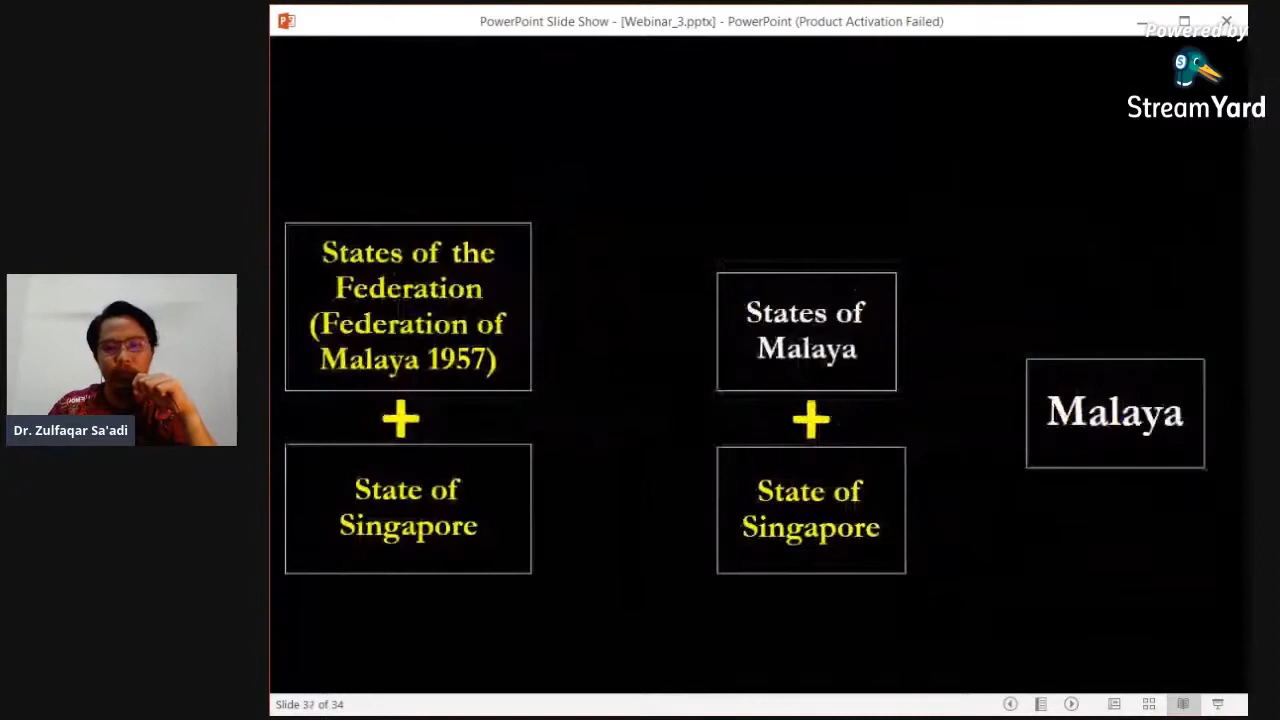 PowerPoint Slide Show - [Webinar_3.pptx] - PowerPoint (Product Activation Failed)
Powered by
StreamYard
States of the
Federation
(Federation of
Malaya 1957)
+
State of
Singapore
States of
Malaya
+
State of
Singapore
Malaya
Dr. Zulfaqar Sa'adi
Slide 32 of 34